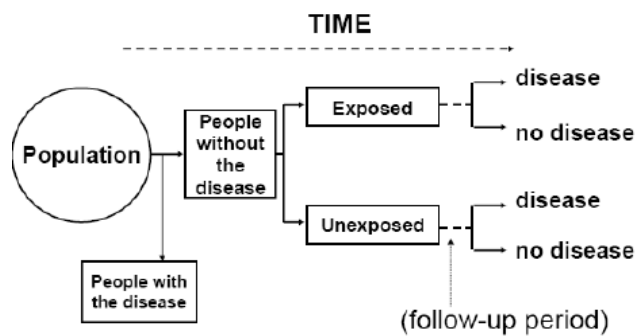 TIME
Population
People
without
the
disease
People with
the disease
Exposed
disease
no disease
Unexposed
disease
no disease
(follow-up period)